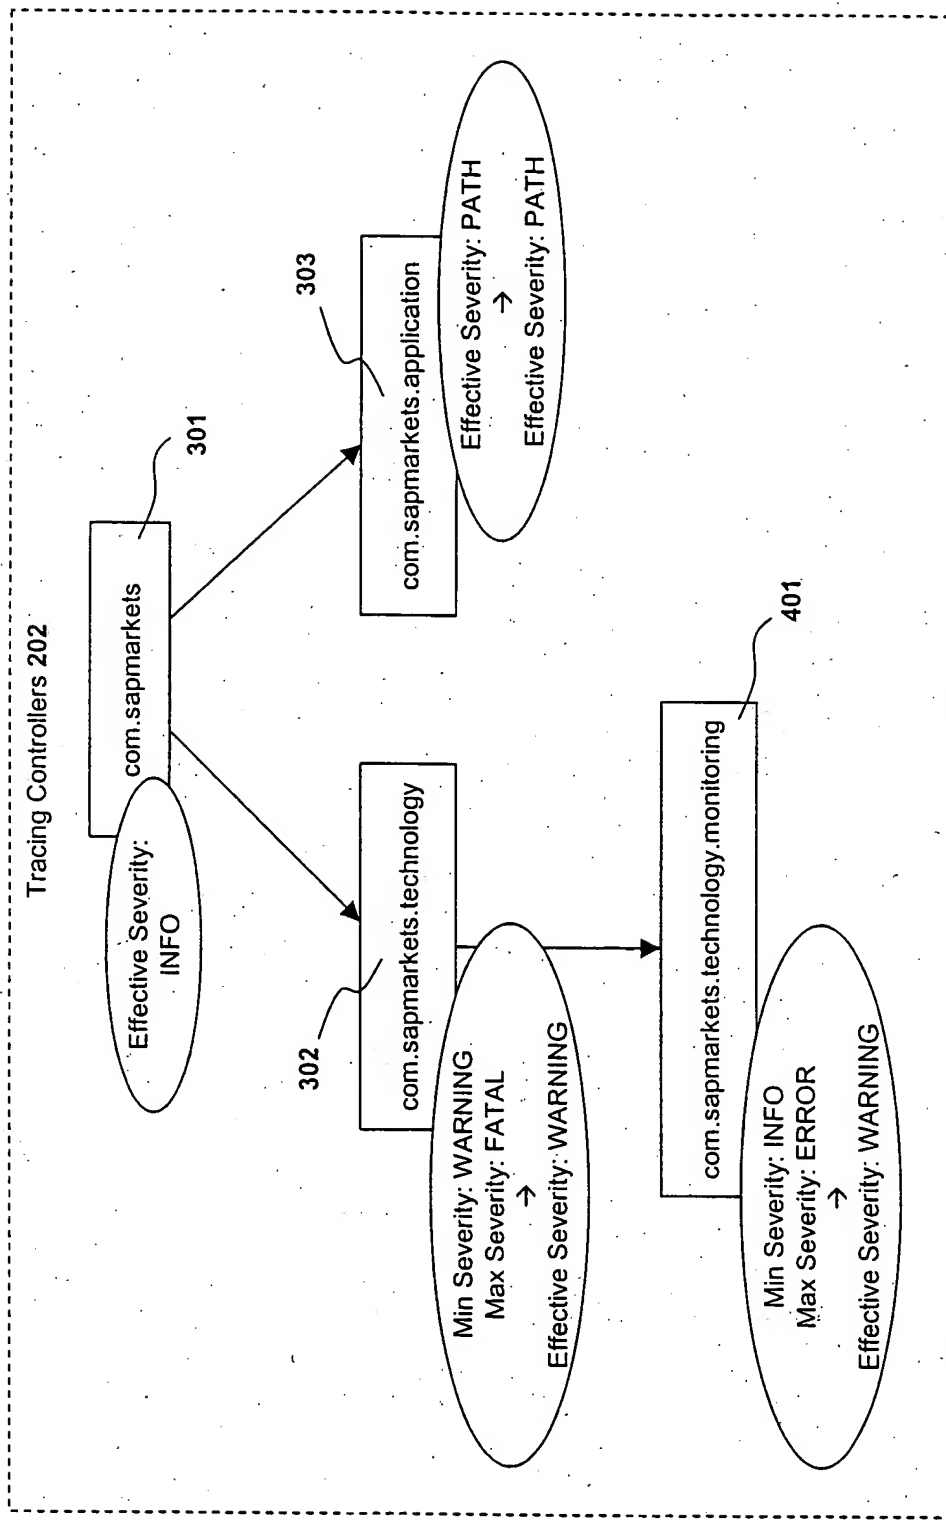 Tracing Controllers 202
Effective Severity:
INFO
com.sapmarkets
301
302
com.sapmarkets.technology
Min Severity: WARNING
Max Severity: FATAL
→
Effective Severity: WARNING
303
com.sapmarkets.application
Effective Severity: PATH
→
Effective Severity: PATH
401
com.sapmarkets.technology.monitoring
Min Severity: INFO
Max Severity: ERROR
→
Effective Severity: WARNING